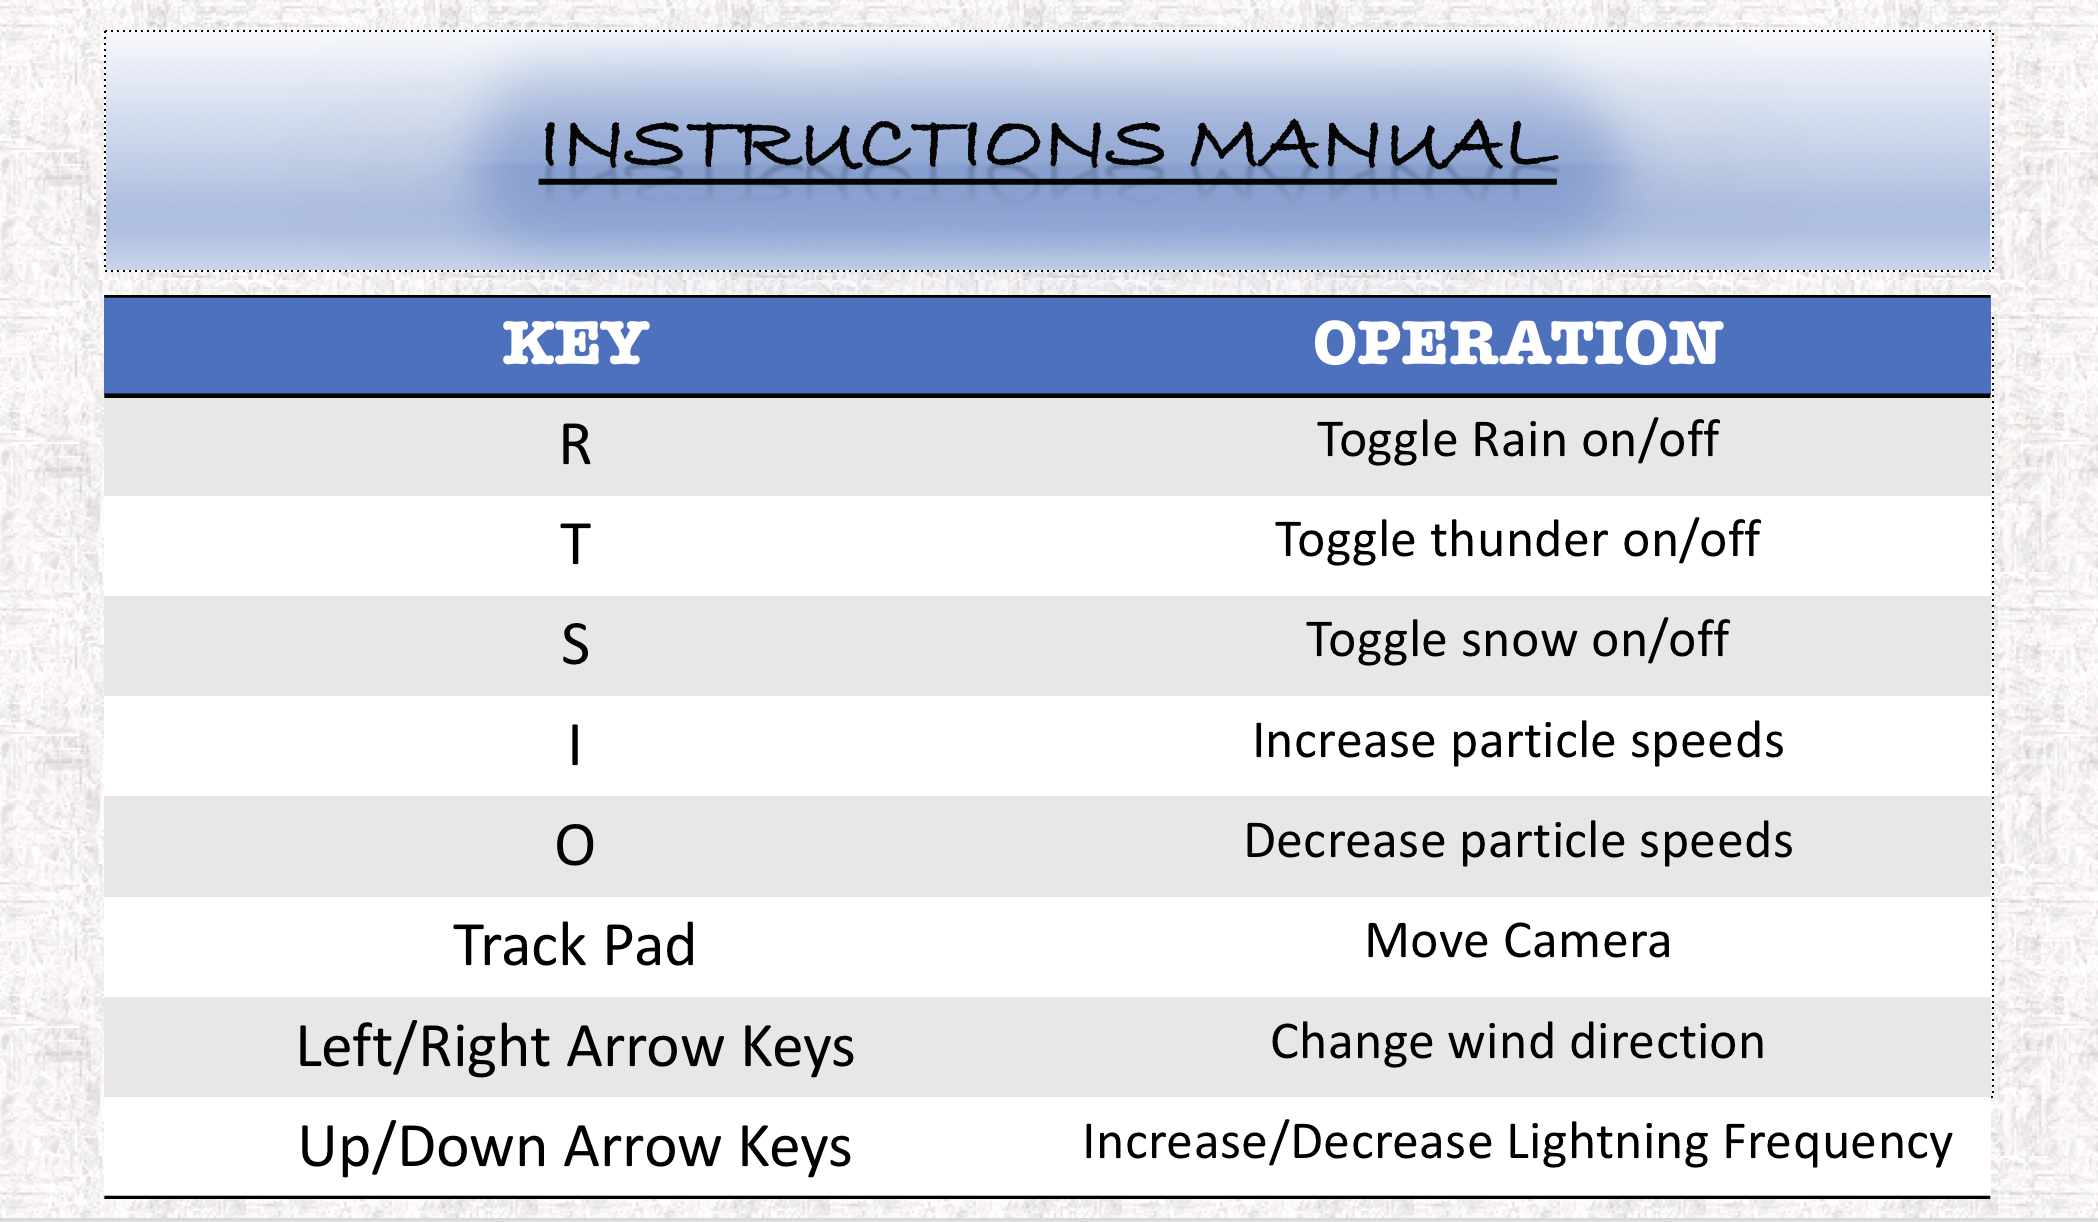 INSTRUCTIONS MANUAL
KEY OPERATION
R Toggle Rain on/off
T Toggle thunder on/off
S Toggle snow on/off
I Increase particle speeds
O Decrease particle speeds
Track Pad Move Camera
Left/Right Arrow Keys Change wind direction
Up/Down Arrow Keys Increase/Decrease Lightning Frequency